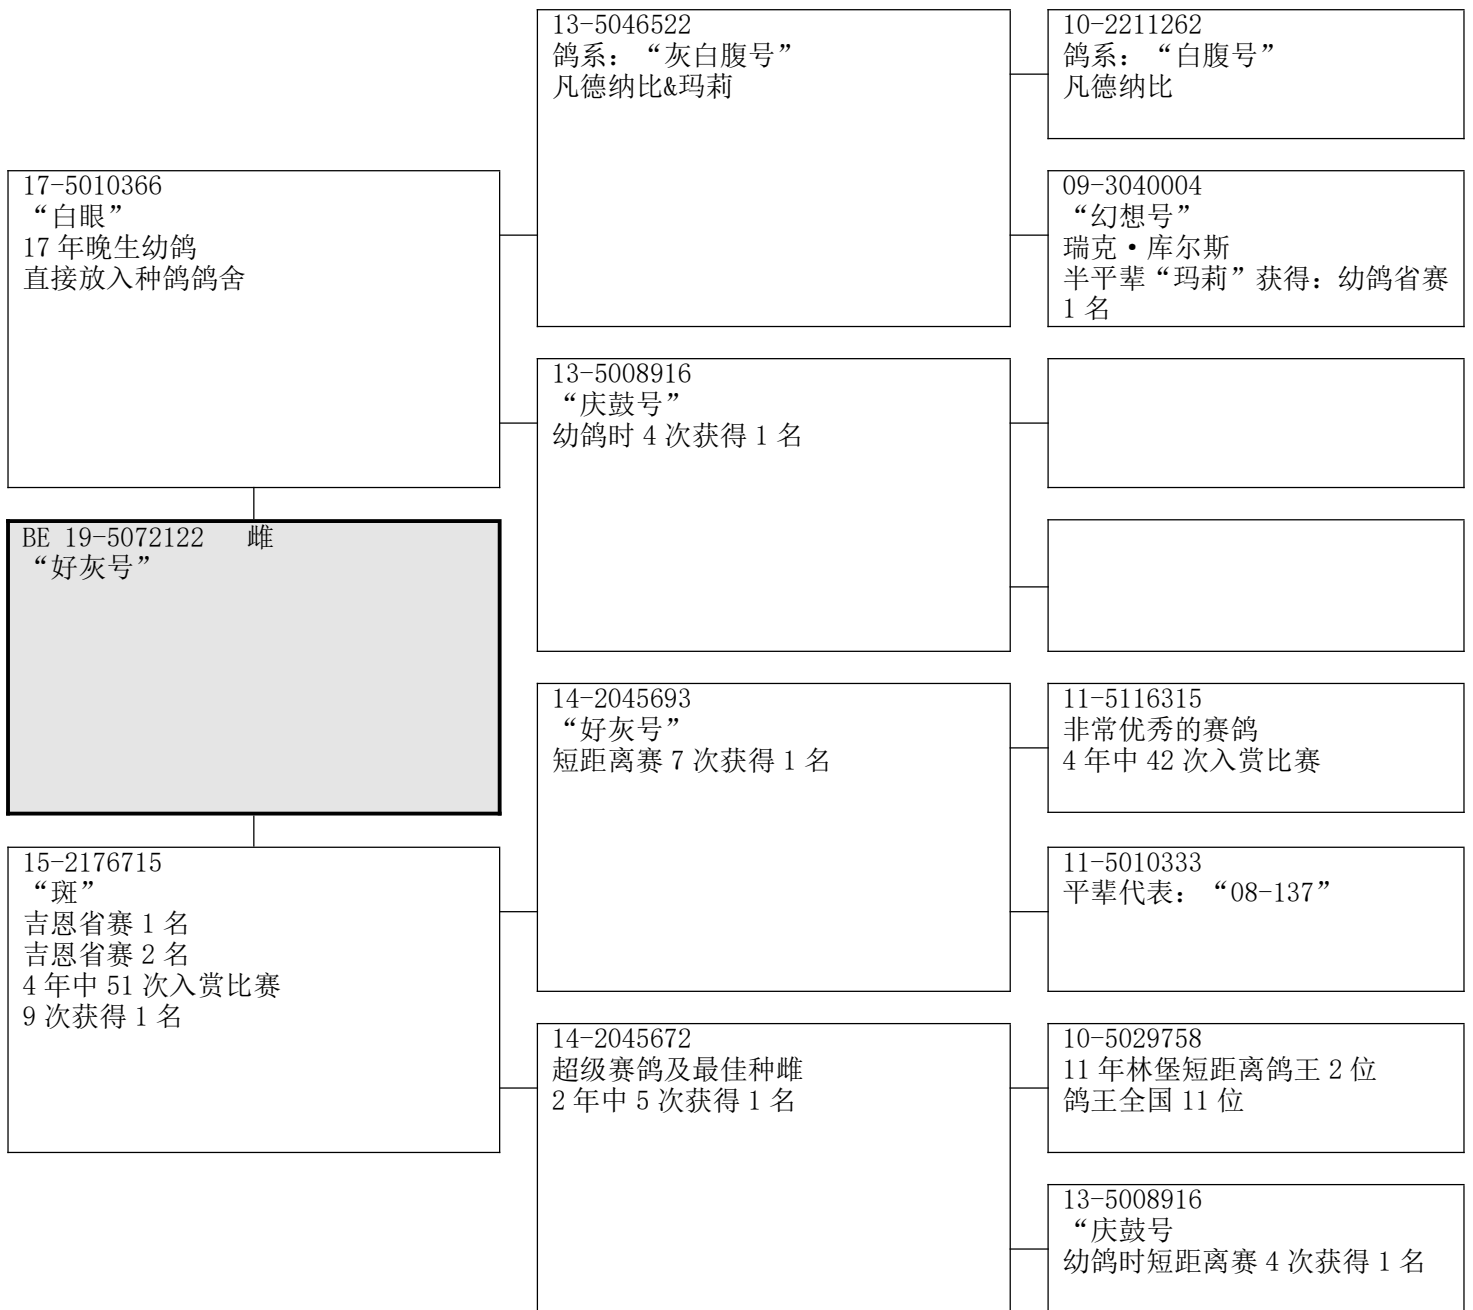 13-5046522
鸽系：“灰白腹号”
凡德纳比&玛莉
10-2211262
鸽系：“白腹号”
凡德纳比
17-5010366
“白眼”
17 年晚生幼鸽
直接放入种鸽鸽舍
09-3040004
“幻想号”
瑞克•库尔斯
半平辈“玛莉”获得：幼鸽省赛
1 名
13-5008916
“庆鼓号”
幼鸽时 4 次获得 1 名
BE 19-5072122 雌
“好灰号”
14-2045693
“好灰号”
短距离赛 7 次获得 1 名
11-5116315
非常优秀的赛鸽
4 年中 42 次入赏比赛
15-2176715
“斑”
吉恩省赛 1 名
吉恩省赛 2 名
4 年中 51 次入赏比赛
9 次获得 1 名
11-5010333
平辈代表：“08-137”
14-2045672
超级赛鸽及最佳种雌
2 年中 5 次获得 1 名
10-5029758
11 年林堡短距离鸽王 2 位
鸽王全国 11 位
13-5008916
“庆鼓号
幼鸽时短距离赛 4 次获得 1 名